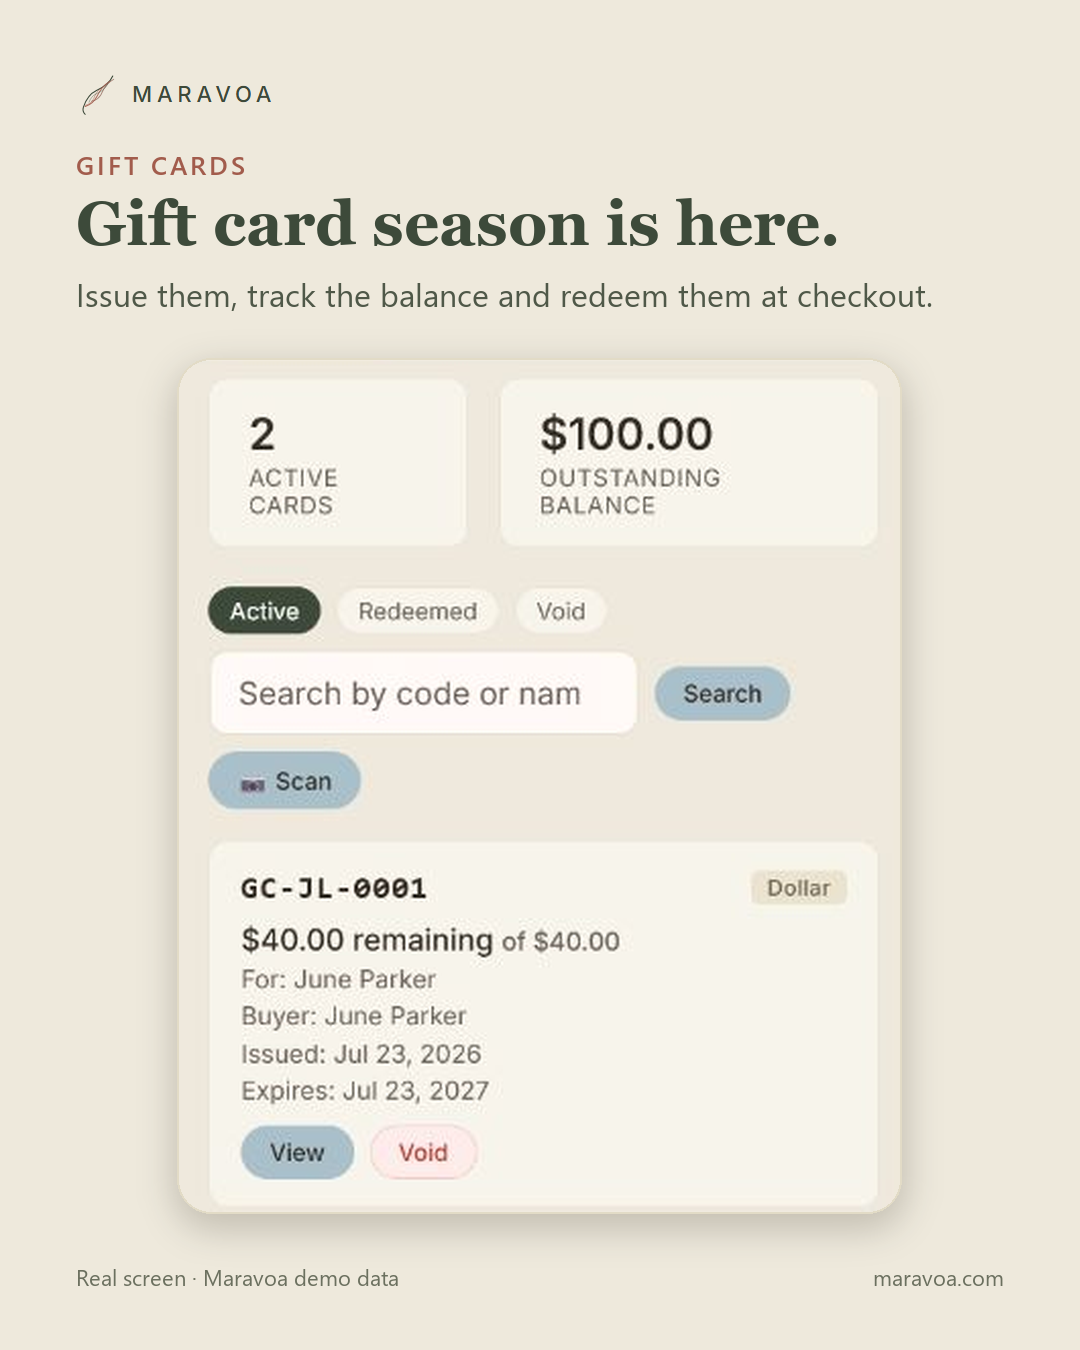 MARAVOA
GIFT CARDS
Gift card season is here.
Issue them, track the balance and redeem them at checkout.
2
ACTIVE
CARDS
$100.00
OUTSTANDING
BALANCE
Active
Redeemed
Void
Search by code or nam
Search
Scan
GC-JL-0001
Dollar
$40.00 remaining of $40.00
For: June Parker
Buyer: June Parker
Issued: Jul 23, 2026
Expires: Jul 23, 2027
View
Void
Real screen · Maravoa demo data
maravoa.com